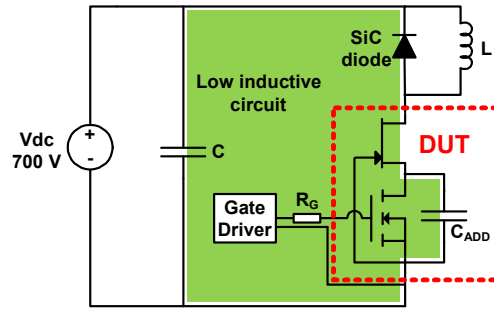 SiC
diode
L
Low inductive
circuit
Vdc
700 V
+
-
C
DUT
Gate
Driver
RG
CADD